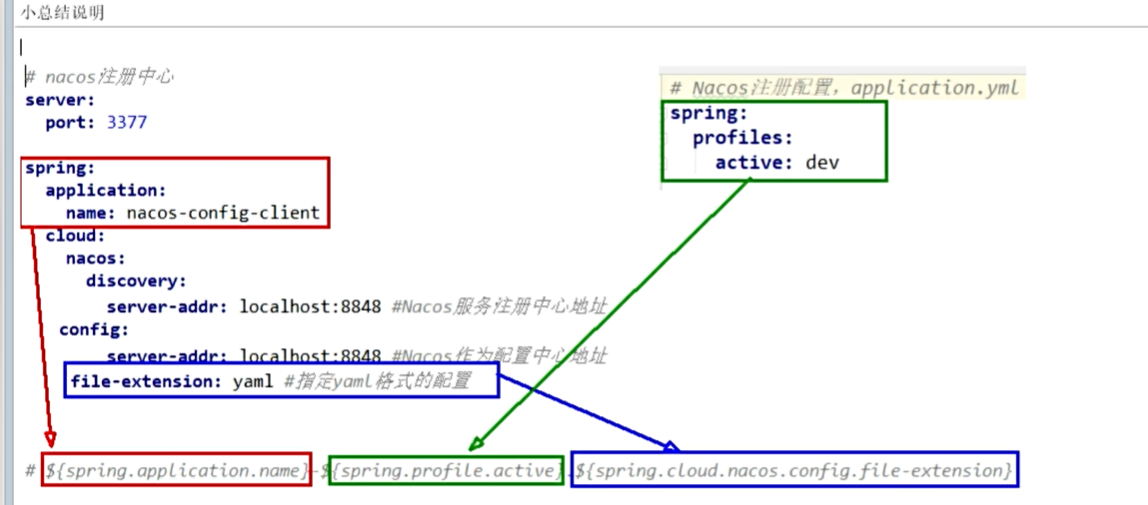 小总结说明
# nacos注册中心
server:
  port: 3377
spring:
  application:
    name: nacos-config-client
  cloud:
    nacos:
      discovery:
        server-addr: localhost:8848 #Nacos服务注册中心地址
    config:
        server-addr: localhost:8848 #Nacos作为配置中心地址
    file-extension: yaml #指定yaml格式的配置
# Nacos注册配置，application.yml
spring:
  profiles:
    active: dev
# ${spring.application.name}-${spring.profile.active}.${spring.cloud.nacos.config.file-extension}